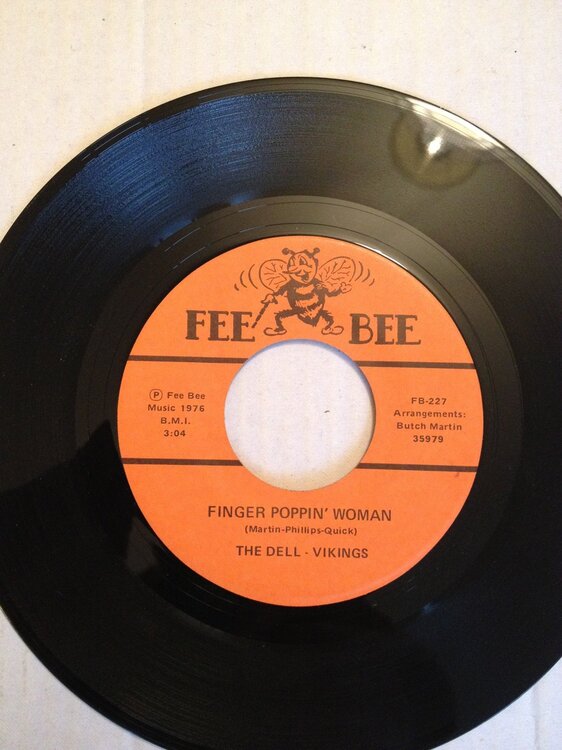 FEE BEE
Ⓟ Fee Bee
Music 1976
B.M.I.
3:04
FB-227
Arrangements:
Butch Martin
35979
FINGER POPPIN' WOMAN
(Martin-Phillips-Quick)
THE DELL - VIKINGS